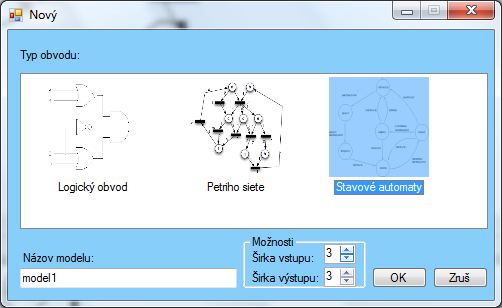 Nový
Typ obvodu:
Logický obvod
Petriho siete
Stavové automaty
Názov modelu:
model1
Možnosti
Šírka vstupu: 3
Šírka výstupu: 3
OK
Zruš